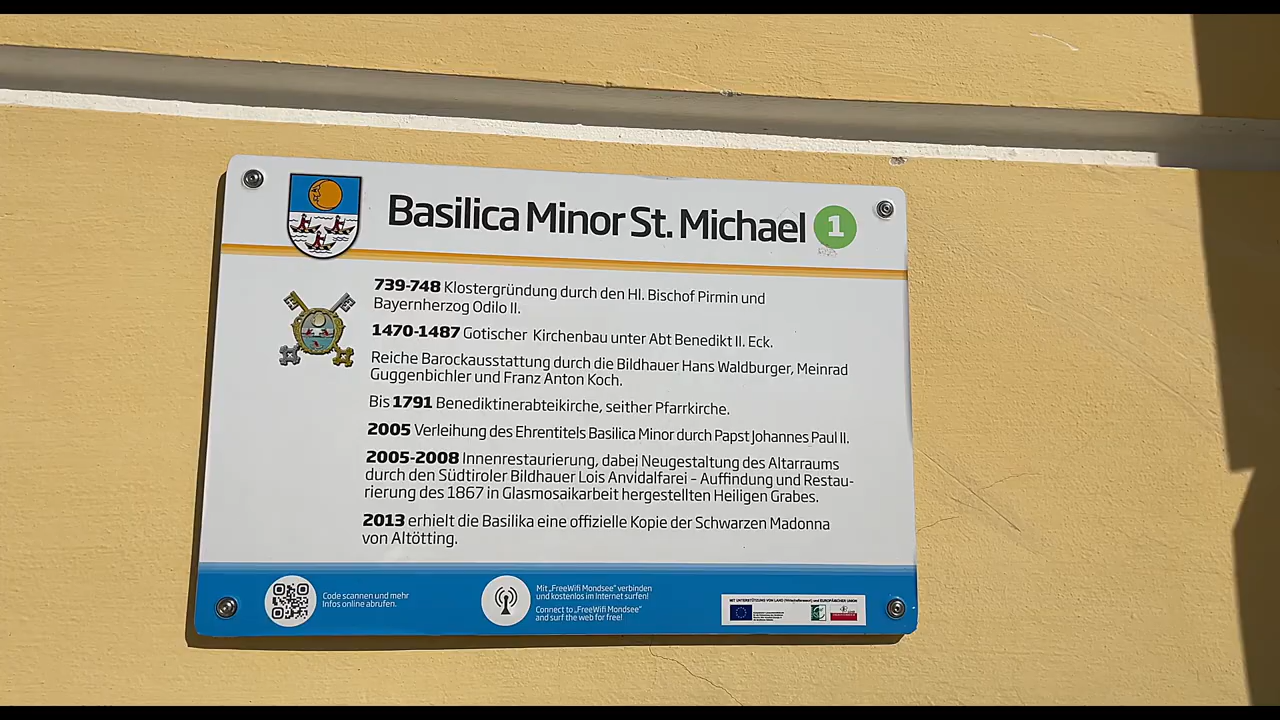 Basilica Minor St. Michael 1
739-748 Klostergründung durch den Hl. Bischof Pirmin und
Bayernherzog Odilo II.
1470-1487 Gotischer Kirchenbau unter Abt Benedikt II. Eck.
Reiche Barockausstattung durch die Bildhauer Hans Waldburger, Meinrad
Guggenbichler und Franz Anton Koch.
Bis 1791 Benediktinerabteikirche, seither Pfarrkirche.
2005 Verleihung des Ehrentitels Basilica Minor durch Papst Johannes Paul II.
2005-2008 Innenrestaurierung, dabei Neugestaltung des Altarraums
durch den Südtiroler Bildhauer Lois Anvidalfarei – Auffindung und Restau-
rierung des 1867 in Glasmosaikarbeit hergestellten Heiligen Grabes.
2013 erhielt die Basilika eine offizielle Kopie der Schwarzen Madonna
von Altötting.
Code scannen und mehr
Infos online abrufen.
Mit „FreeWifi Mondsee" verbinden
und kostenlos im Internet surfen!
Connect to „FreeWifi Mondsee"
and surf the web for free!
MIT UNTERSTÜTZUNG VON LAND UND EUROPÄISCHER UNION